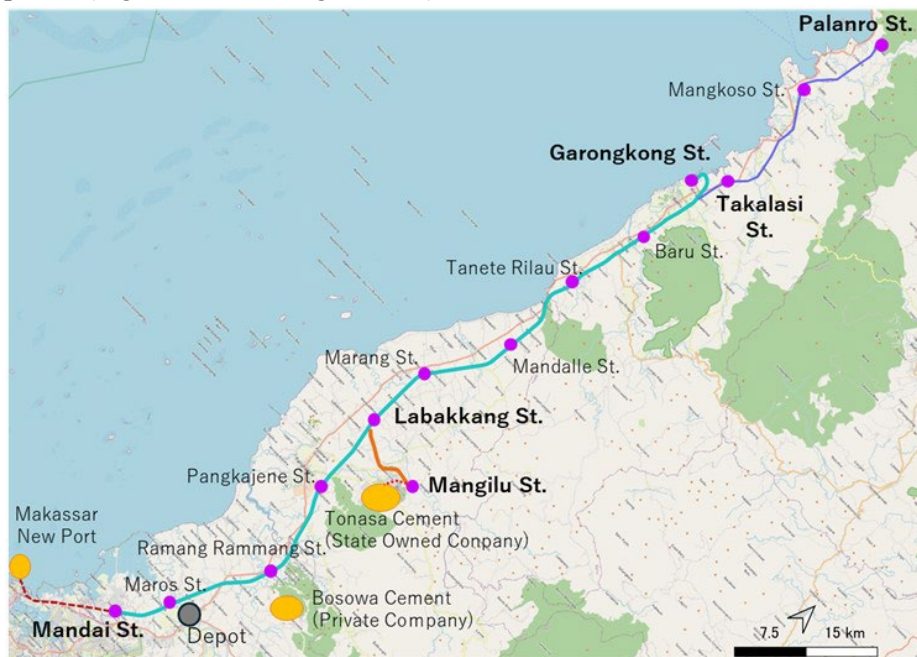 Palanro St.
Mangkoso St.
Garongkong St.
Takalasi
St.
Baru St.
Tanete Rilau St.
Mandalle St.
Marang St.
Labakkang St.
Pangkajene St.
Mangilu St.
Tonasa Cement
(State Owned Conpany)
Makassar
New Port
Ramang Rammang St.
Maros St.
Bosowa Cement
(Private Company)
Mandai St.
Depot
7.5 15 km